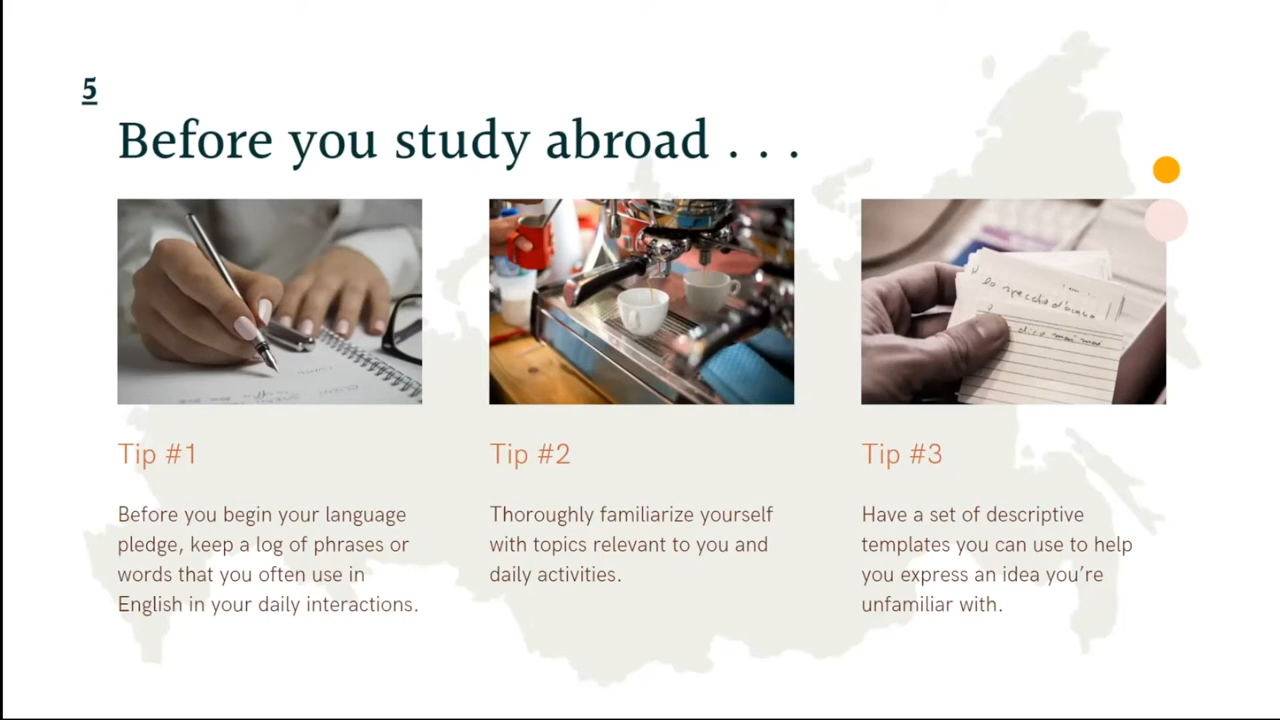 5
Before you study abroad . . .
Tip #1
Before you begin your language
pledge, keep a log of phrases or
words that you often use in
English in your daily interactions.
Tip #2
Thoroughly familiarize yourself
with topics relevant to you and
daily activities.
Tip #3
Have a set of descriptive
templates you can use to help
you express an idea you're
unfamiliar with.